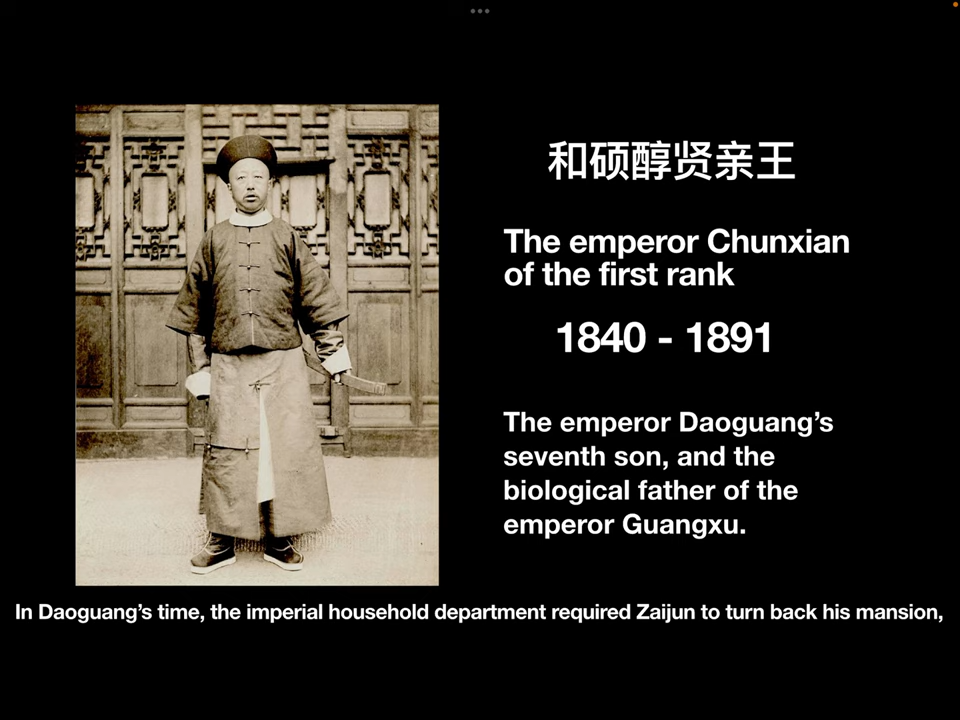 和硕醇贤亲王
The emperor Chunxian
of the first rank
1840 - 1891
The emperor Daoguang’s
seventh son, and the
biological father of the
emperor Guangxu.
In Daoguang’s time, the imperial household department required Zaijun to turn back his mansion,